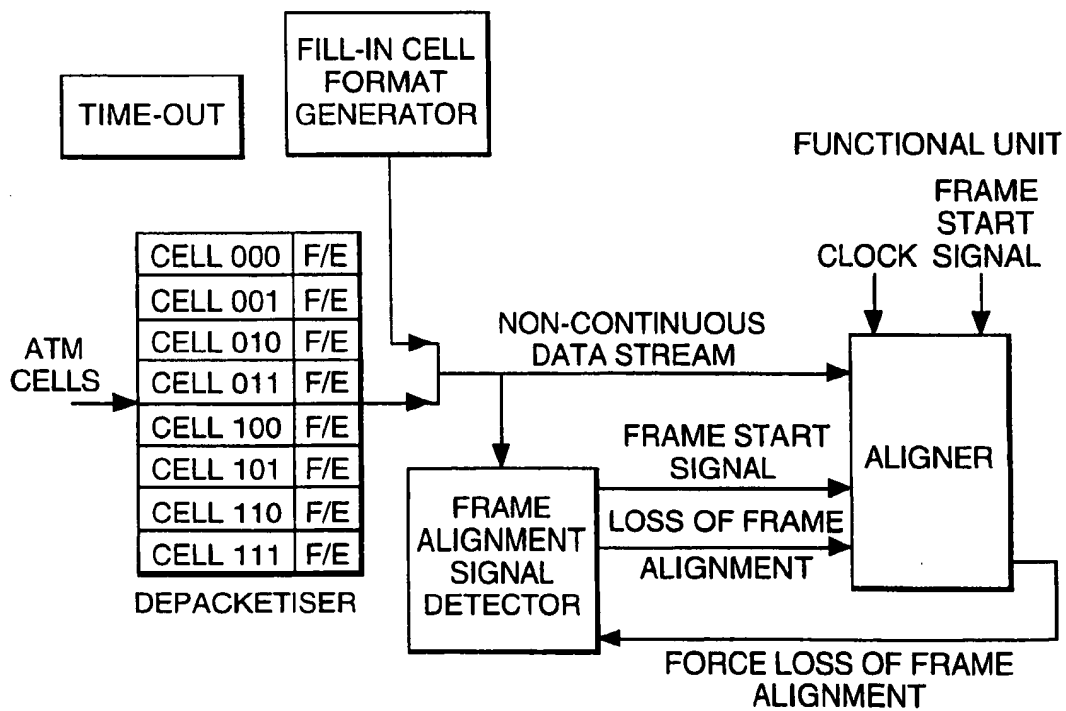 FILL-IN CELL
FORMAT
GENERATOR
TIME-OUT
FUNCTIONAL UNIT
FRAME
START
CLOCK SIGNAL
CELL 000 F/E
CELL 001 F/E
CELL 010 F/E
CELL 011 F/E
CELL 100 F/E
CELL 101 F/E
CELL 110 F/E
CELL 111 F/E
DEPACKETISER
ATM
CELLS
NON-CONTINUOUS
DATA STREAM
FRAME START
SIGNAL
LOSS OF FRAME
ALIGNMENT
ALIGNER
FRAME
ALIGNMENT
SIGNAL
DETECTOR
FORCE LOSS OF FRAME
ALIGNMENT